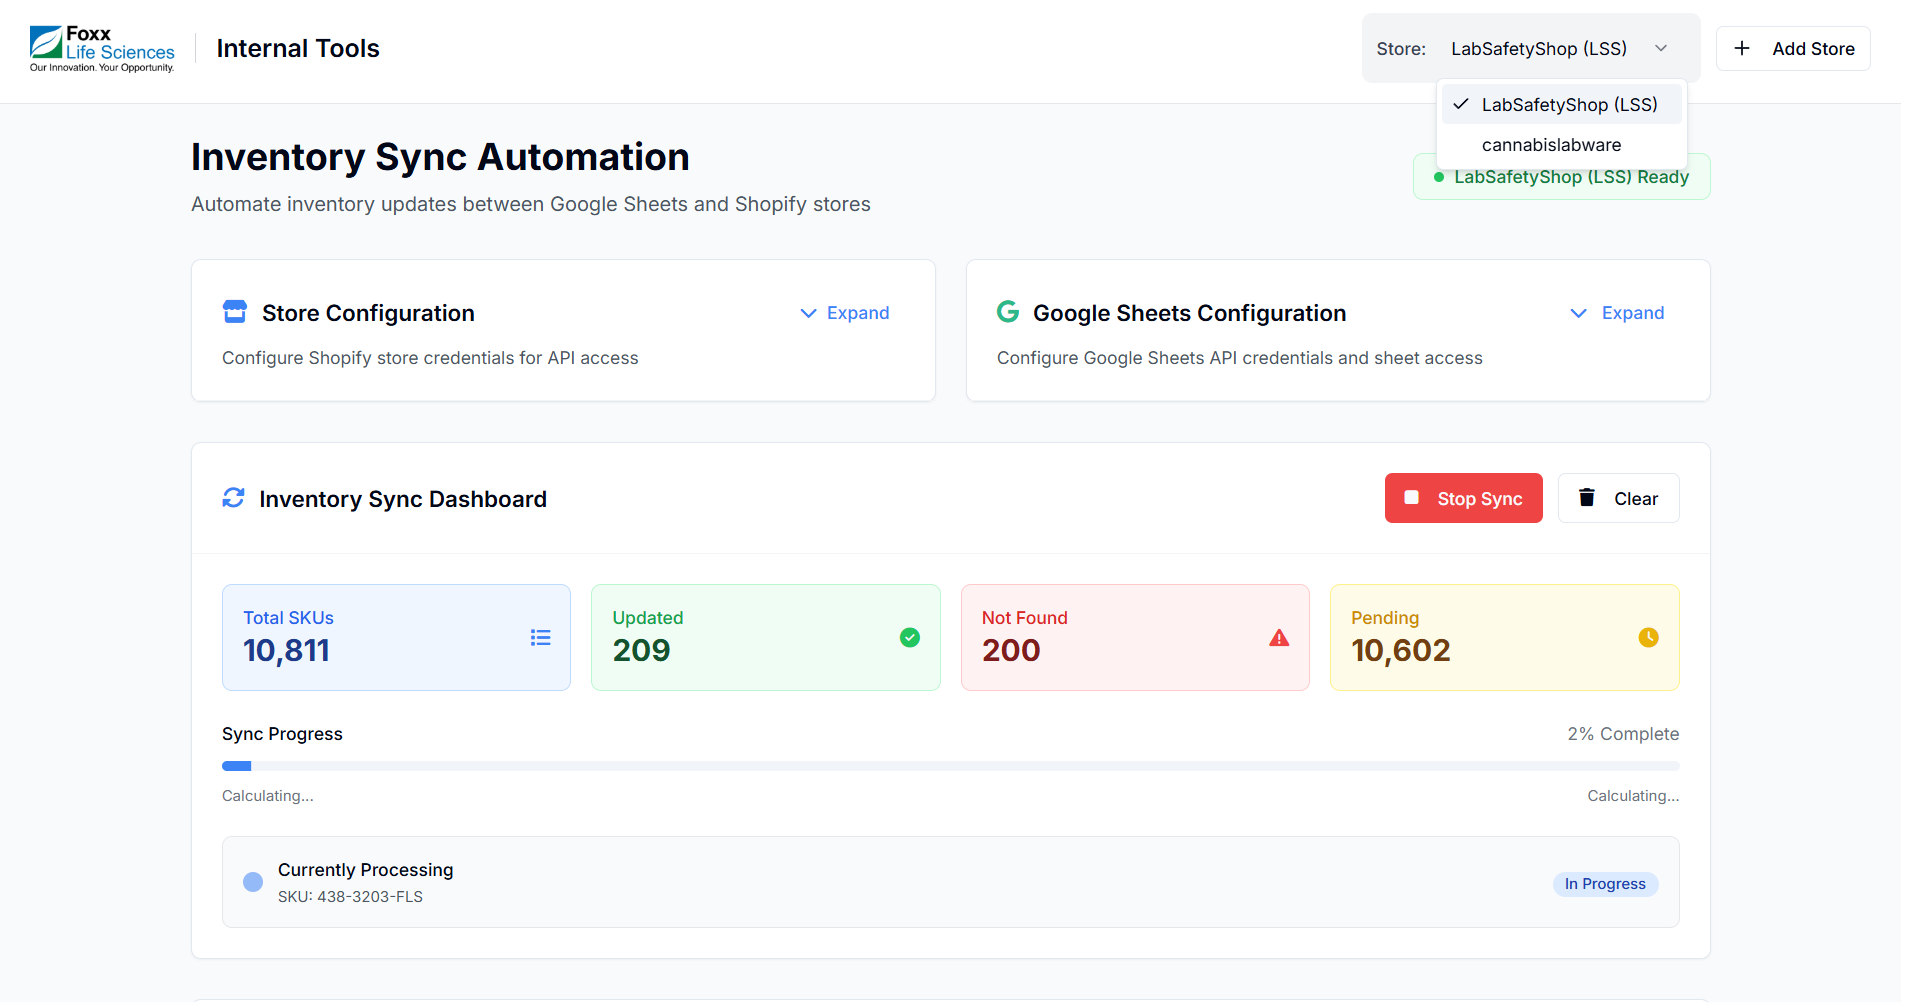 Foxx
Life Sciences
Our Innovation. Your Opportunity.
Internal Tools
Store: LabSafetyShop (LSS)
Add Store
LabSafetyShop (LSS)
cannabislabware
LabSafetyShop (LSS) Ready
Inventory Sync Automation
Automate inventory updates between Google Sheets and Shopify stores
Store Configuration
Expand
Configure Shopify store credentials for API access
Google Sheets Configuration
Expand
Configure Google Sheets API credentials and sheet access
Inventory Sync Dashboard
Stop Sync
Clear
Total SKUs
10,811
Updated
209
Not Found
200
Pending
10,602
Sync Progress
2% Complete
Calculating...
Calculating...
Currently Processing
SKU: 438-3203-FLS
In Progress